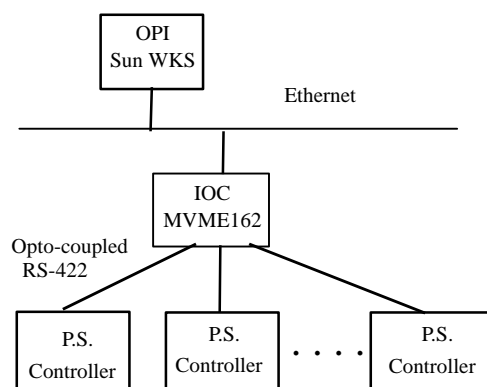 OPI
Sun WKS
Ethernet
IOC
MVME162
Opto-coupled
RS-422
P.S.
Controller
P.S.
Controller
. . . .
P.S.
Controller